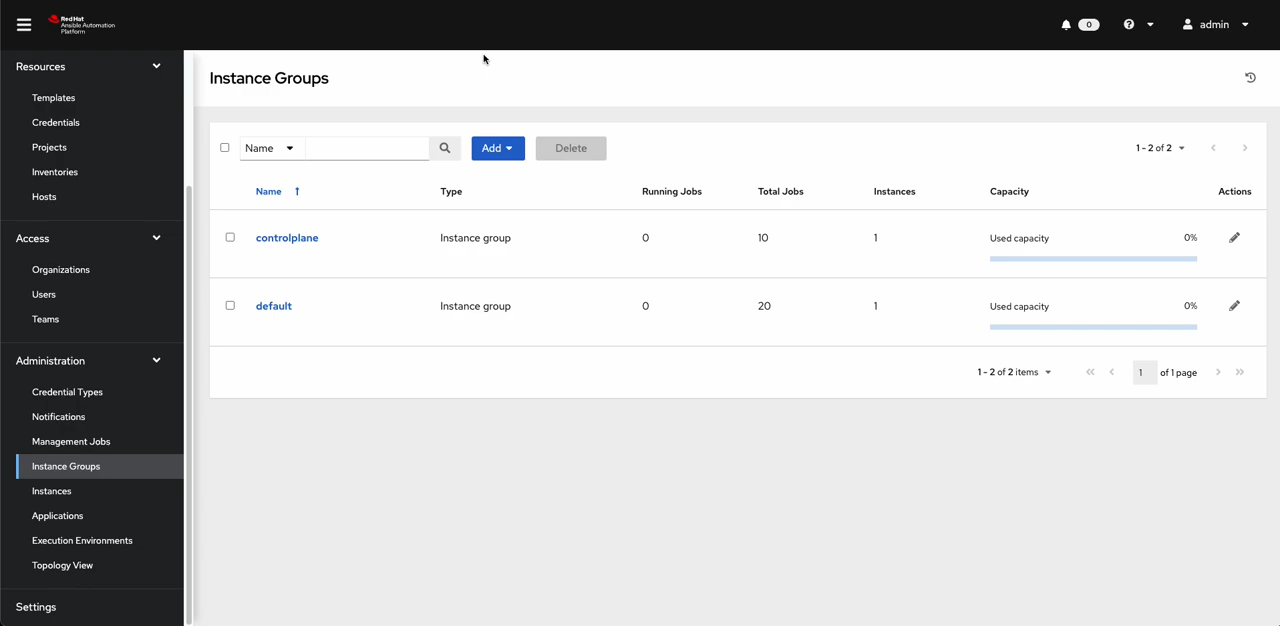 Red Hat
Ansible Automation
Platform
0
admin
Resources
Templates
Credentials
Projects
Inventories
Hosts
Access
Organizations
Users
Teams
Administration
Credential Types
Notifications
Management Jobs
Instance Groups
Instances
Applications
Execution Environments
Topology View
Settings
Instance Groups
Name Add Delete 1 - 2 of 2
Name Type Running Jobs Total Jobs Instances Capacity Actions
controlplane Instance group 0 10 1 Used capacity 0%
default Instance group 0 20 1 Used capacity 0%
1 - 2 of 2 items 1 of 1 page